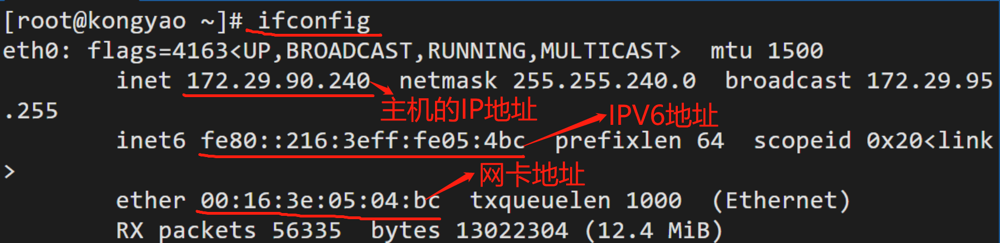 [root@kongyao ~]# ifconfig
eth0: flags=4163<UP,BROADCAST,RUNNING,MULTICAST>  mtu 1500
inet 172.29.90.240  netmask 255.255.240.0  broadcast 172.29.95
主机的IP地址
.255
IPV6地址
inet6 fe80::216:3eff:fe05:4bc  prefixlen 64  scopeid 0x20<link
>
网卡地址
ether 00:16:3e:05:04:bc  txqueuelen 1000  (Ethernet)
RX packets 56335  bytes 13022304 (12.4 MiB)